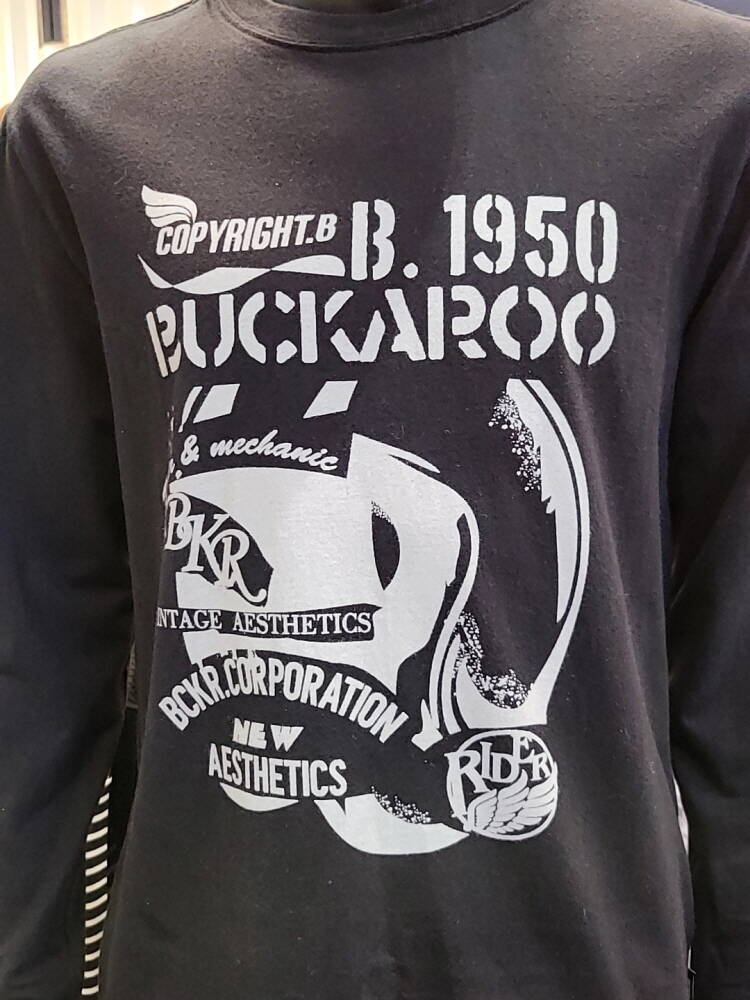 COPYRIGHT.B
B. 1950
BUCKAROO
& mechanic
BKR
INTAGE AESTHETICS
BCKR.CORPORATION
NEW
AESTHETICS
RIDER